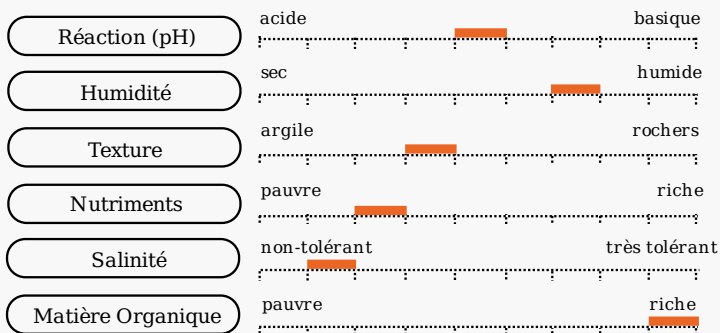 acide basique
Réaction (pH)
sec humide
Humidité
argile rochers
Texture
pauvre riche
Nutriments
non-tolérant très tolérant
Salinité
pauvre riche
Matière Organique